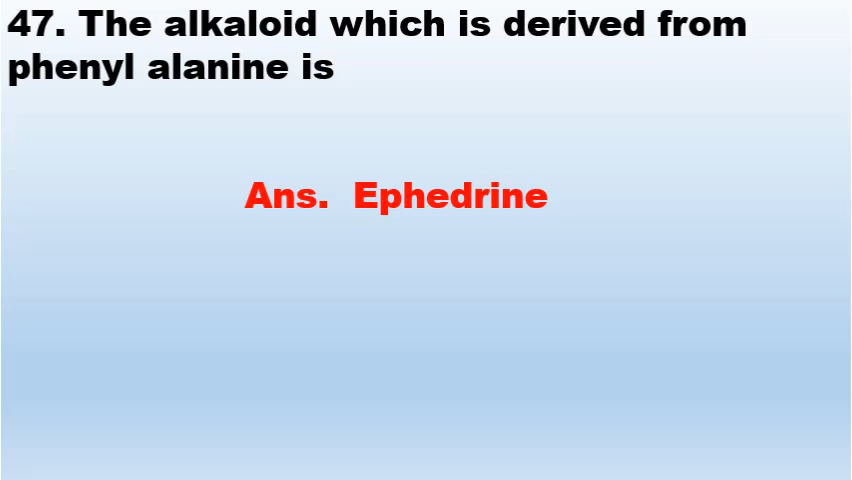 47. The alkaloid which is derived from
phenyl alanine is
Ans. Ephedrine